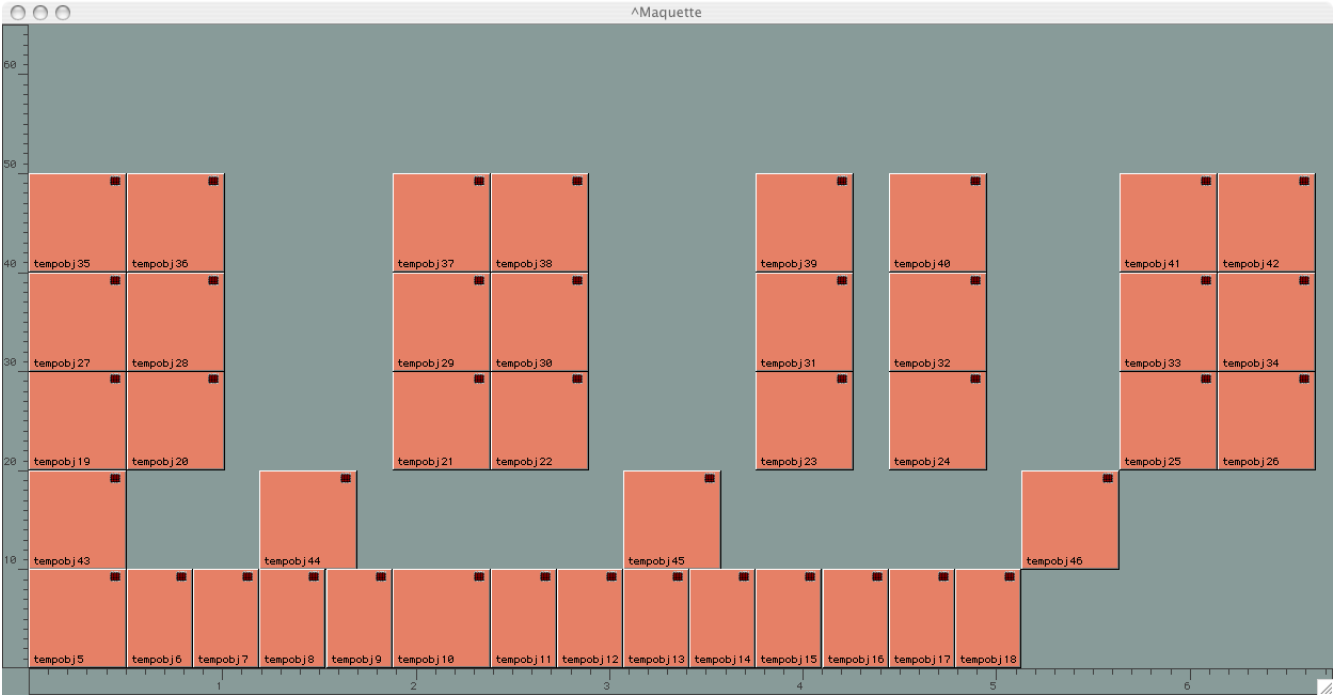 ^Maquette
60
50
tempobj35 tempobj36 tempobj37 tempobj38 tempobj39 tempobj40 tempobj41 tempobj42
40
tempobj27 tempobj28 tempobj29 tempobj30 tempobj31 tempobj32 tempobj33 tempobj34
30
tempobj19 tempobj20 tempobj21 tempobj22 tempobj23 tempobj24 tempobj25 tempobj26
20
tempobj43 tempobj44 tempobj45 tempobj46
10
tempobj5 tempobj6 tempobj7 tempobj8 tempobj9 tempobj10 tempobj11 tempobj12 tempobj13 tempobj14 tempobj15 tempobj16 tempobj17 tempobj18
1 2 3 4 5 6